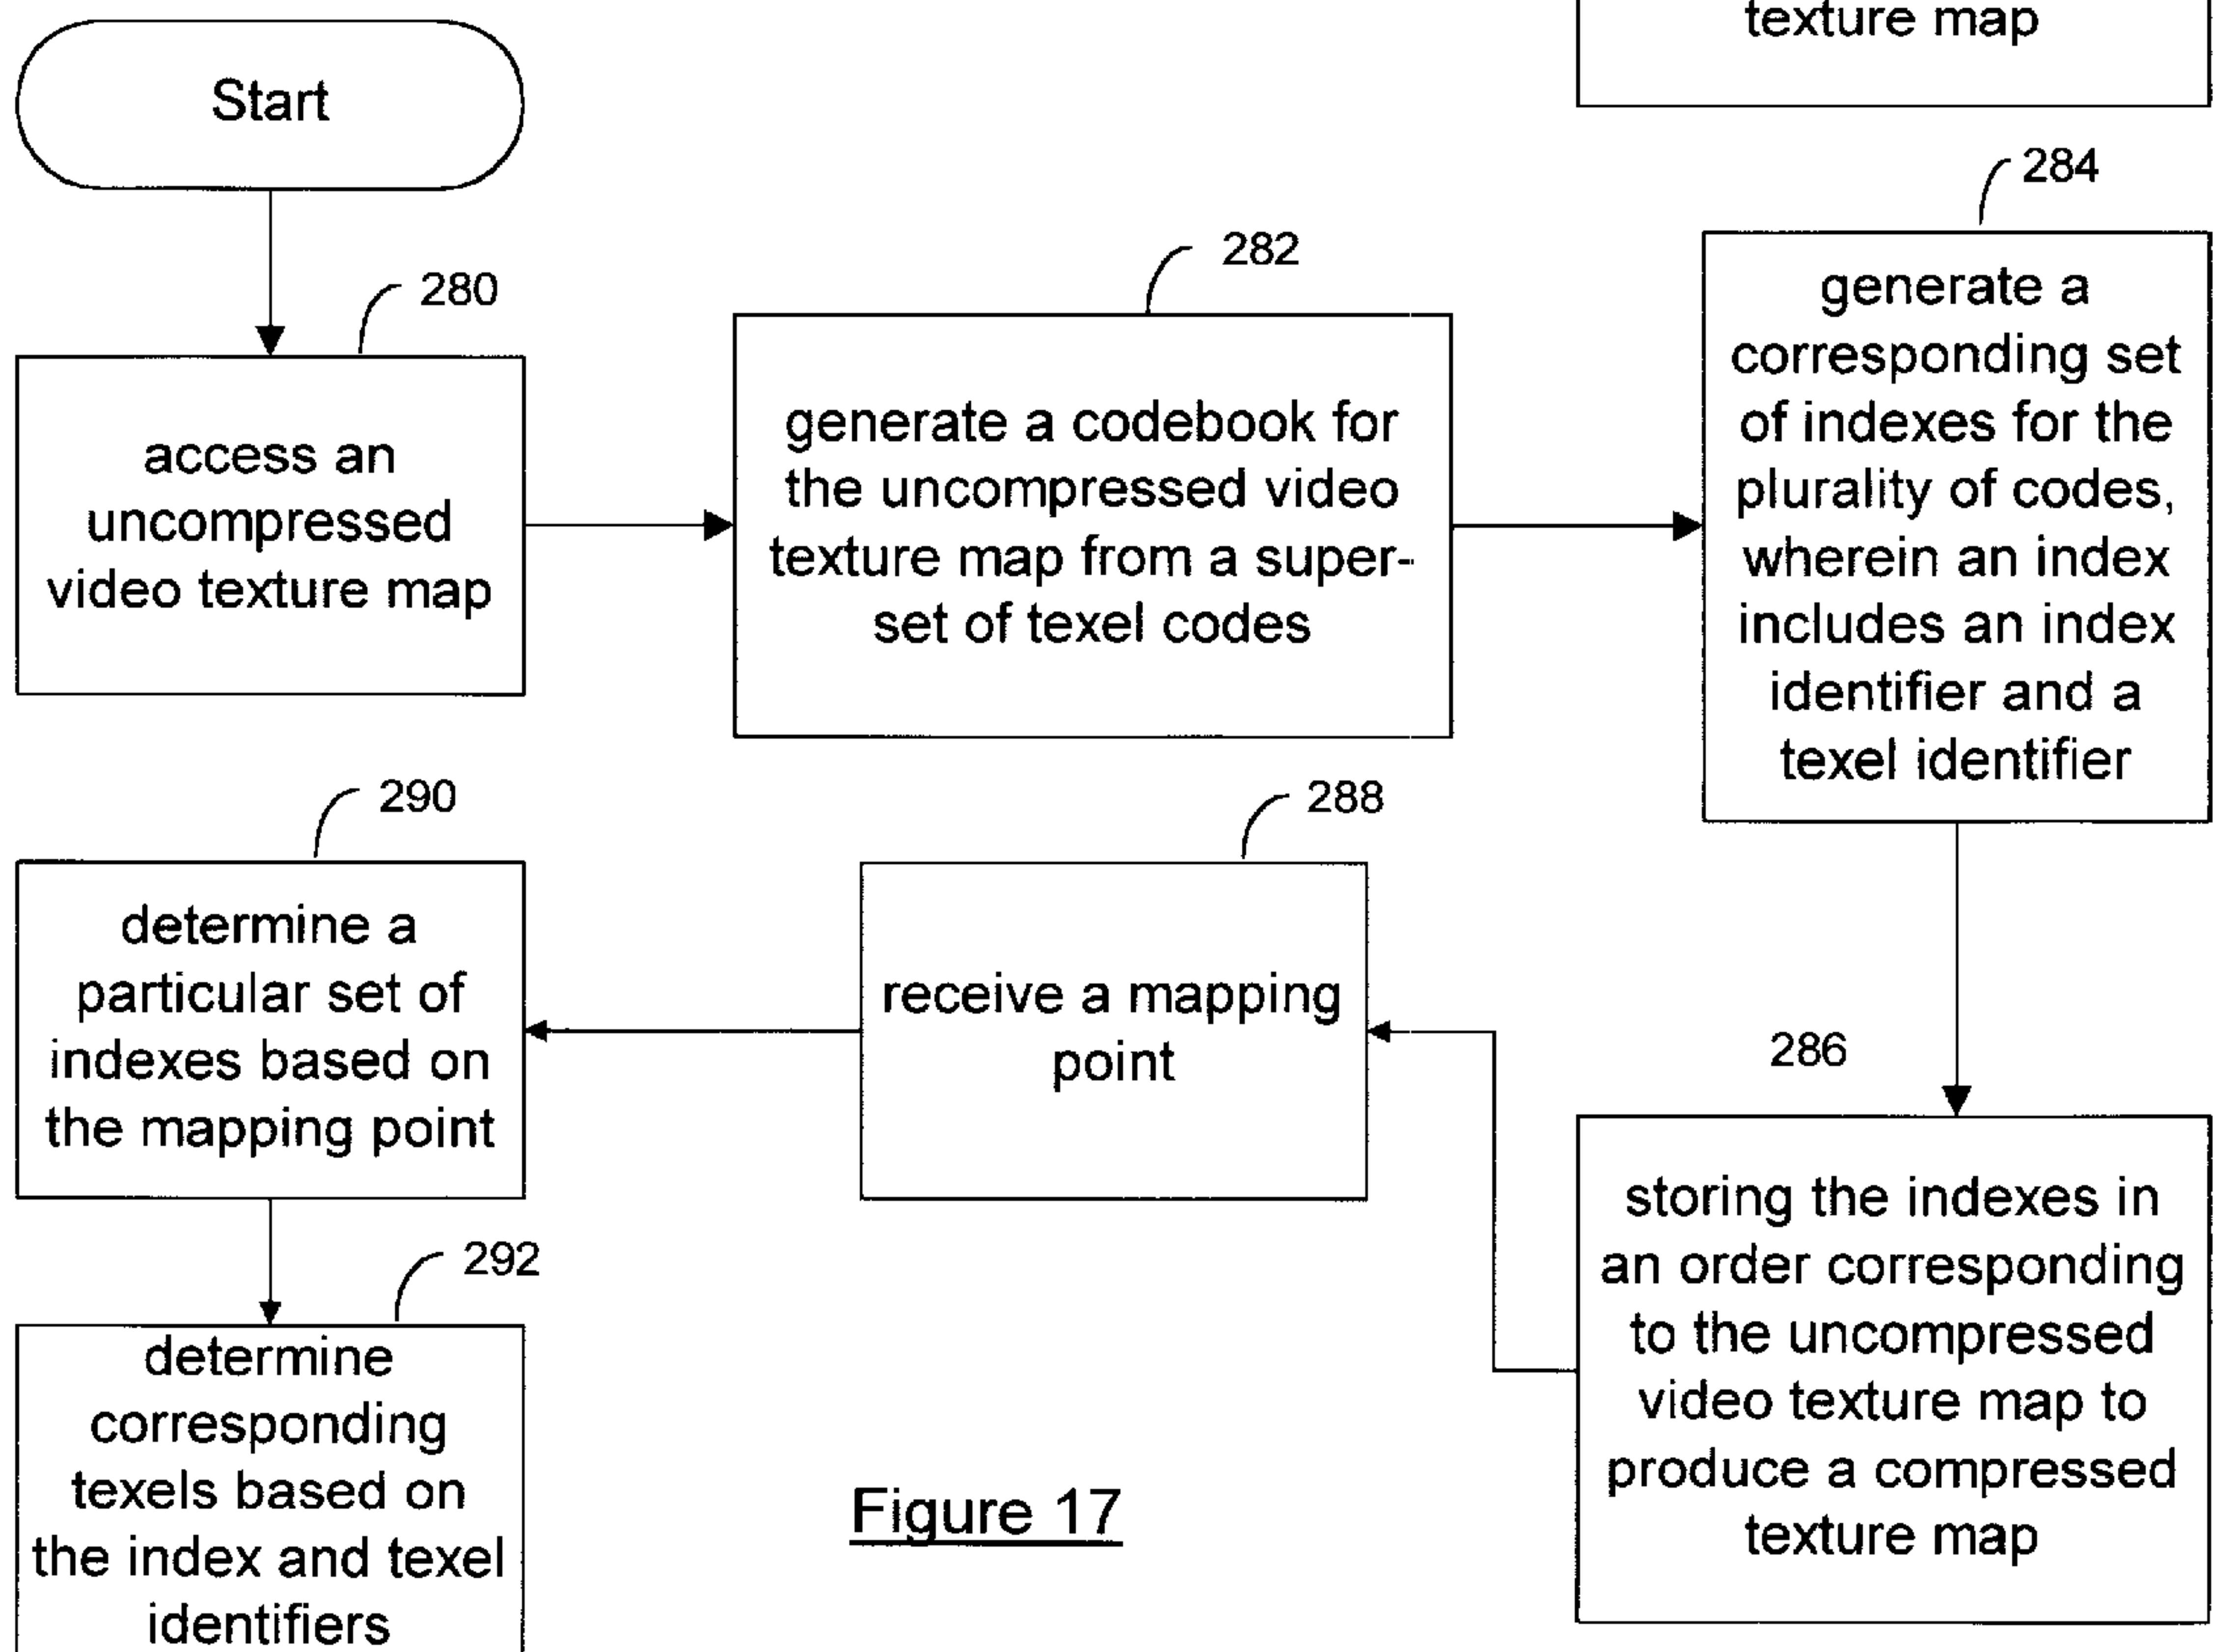 texture map
Start
280
access an
uncompressed
video texture map
282
generate a codebook for
the uncompressed video
texture map from a super-
set of texel codes
284
generate a
corresponding set
of indexes for the
plurality of codes,
wherein an index
includes an index
identifier and a
texel identifier
286
storing the indexes in
an order corresponding
to the uncompressed
video texture map to
produce a compressed
texture map
288
receive a mapping
point
290
determine a
particular set of
indexes based on
the mapping point
292
determine
corresponding
texels based on
the index and texel
identifiers
Figure 17